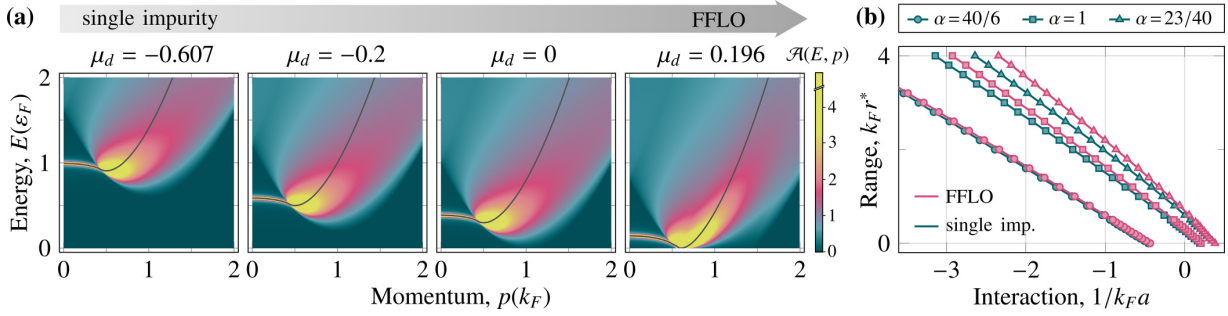 (a) single impurity FFLO
μ_d = −0.607 μ_d = −0.2 μ_d = 0 μ_d = 0.196 𝒜(E, p)
Energy, E(ε_F)
2
1
0
0 1 2 0 1 2 0 1 2 0 1 2
4
3
2
1
0
Momentum, p(k_F)
(b) α = 40/6 α = 1 α = 23/40
Range, k_F r*
4
2
0
FFLO
single imp.
−3 −2 −1 0
Interaction, 1/k_F a